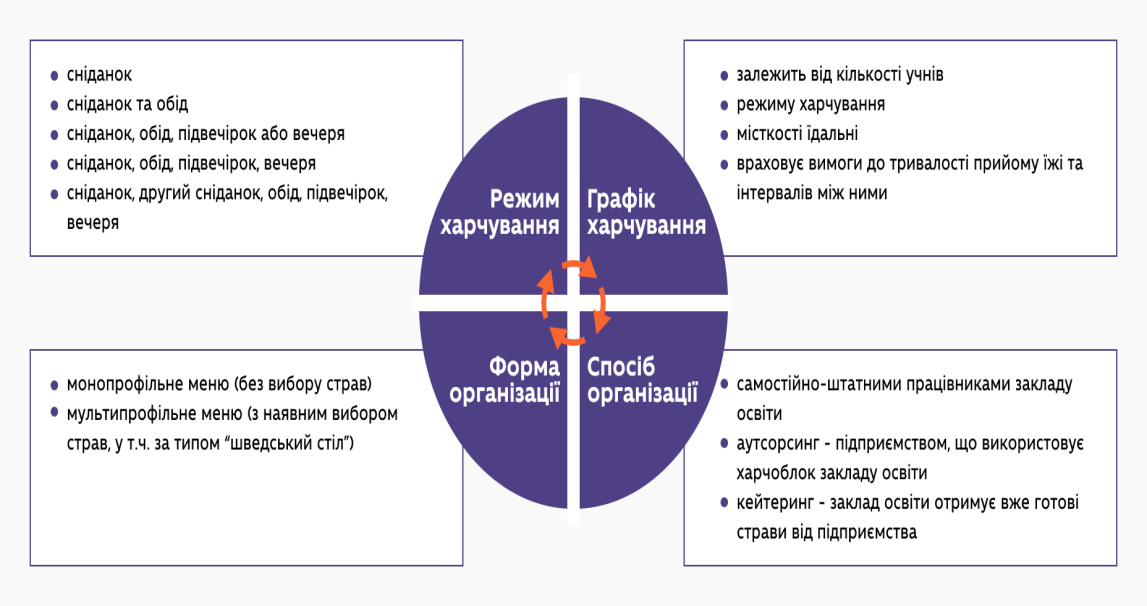 сніданок
сніданок та обід
сніданок, обід, підвечірок або вечеря
сніданок, обід, підвечірок, вечеря
сніданок, другий сніданок, обід, підвечірок,
вечеря
Режим
харчування
Графік
харчування
залежить від кількості учнів
режиму харчування
місткості їдальні
враховує вимоги до тривалості прийому їжі та
інтервалів між ними
монопрофільне меню (без вибору страв)
мультипрофільне меню (з наявним вибором
страв, у т.ч. за типом “шведський стіл”)
Форма
організації
Спосіб
організації
самостійно-штатними працівниками закладу
освіти
аутсорсинг - підприємством, що використовує
харчоблок закладу освіти
кейтеринг - заклад освіти отримує вже готові
страви від підприємства